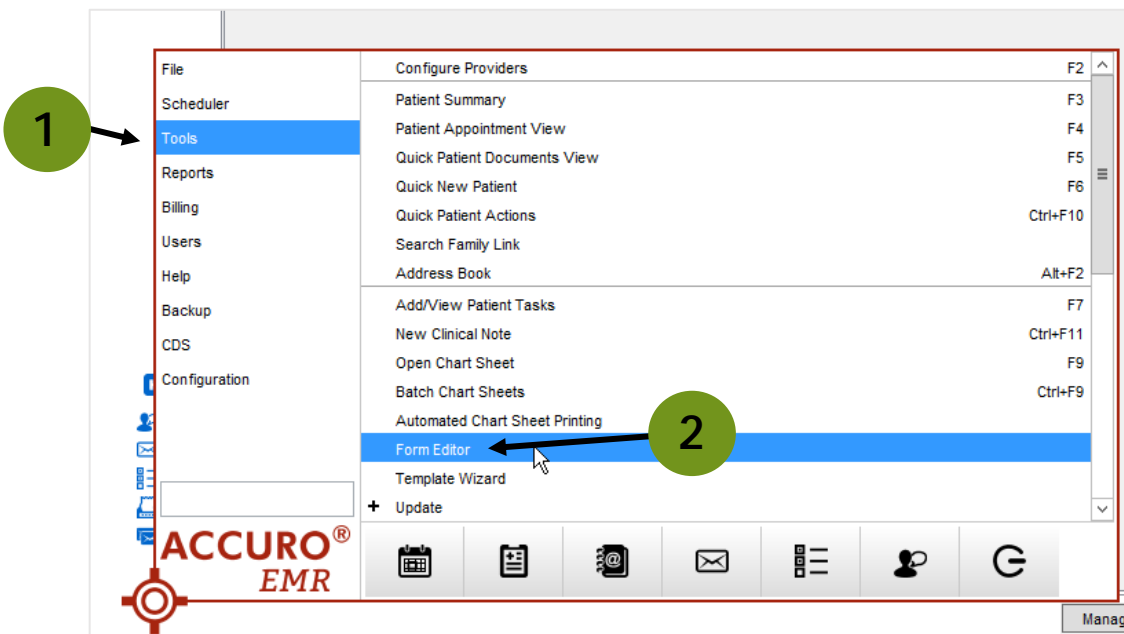 File
Scheduler
Tools
Reports
Billing
Users
Help
Backup
CDS
Configuration
1
Configure Providers F2
Patient Summary F3
Patient Appointment View F4
Quick Patient Documents View F5
Quick New Patient F6
Quick Patient Actions Ctrl+F10
Search Family Link
Address Book Alt+F2
Add/View Patient Tasks F7
New Clinical Note Ctrl+F11
Open Chart Sheet F9
Batch Chart Sheets Ctrl+F9
Automated Chart Sheet Printing
Form Editor
2
Template Wizard
+ Update
ACCURO®
EMR